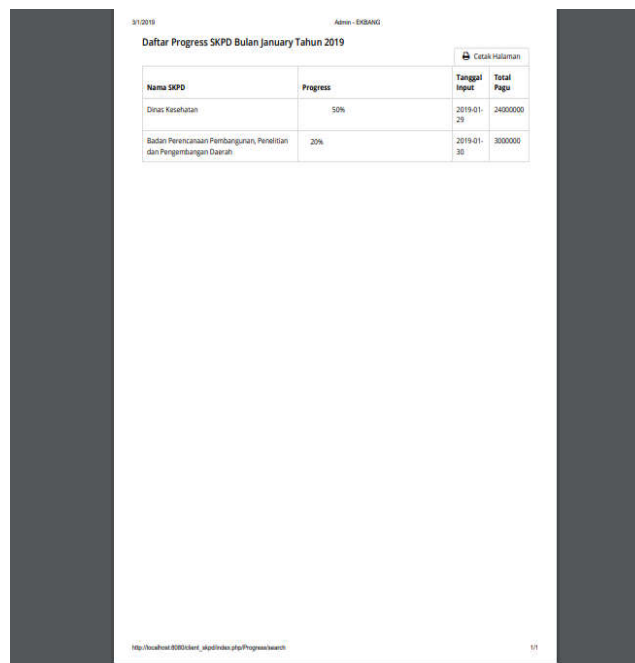 3/1/2019 Admin - EKBANG
Daftar Progress SKPD Bulan January Tahun 2019
Cetak Halaman
Nama SKPD Progress Tanggal Input Total Pagu
Dinas Kesehatan 50% 2019-01-29 24000000
Badan Perencanaan Pembangunan, Penelitian
dan Pengembangan Daerah 20% 2019-01-30 3000000
http://localhost:8080/client_skpd/index.php/Progress/search 1/1